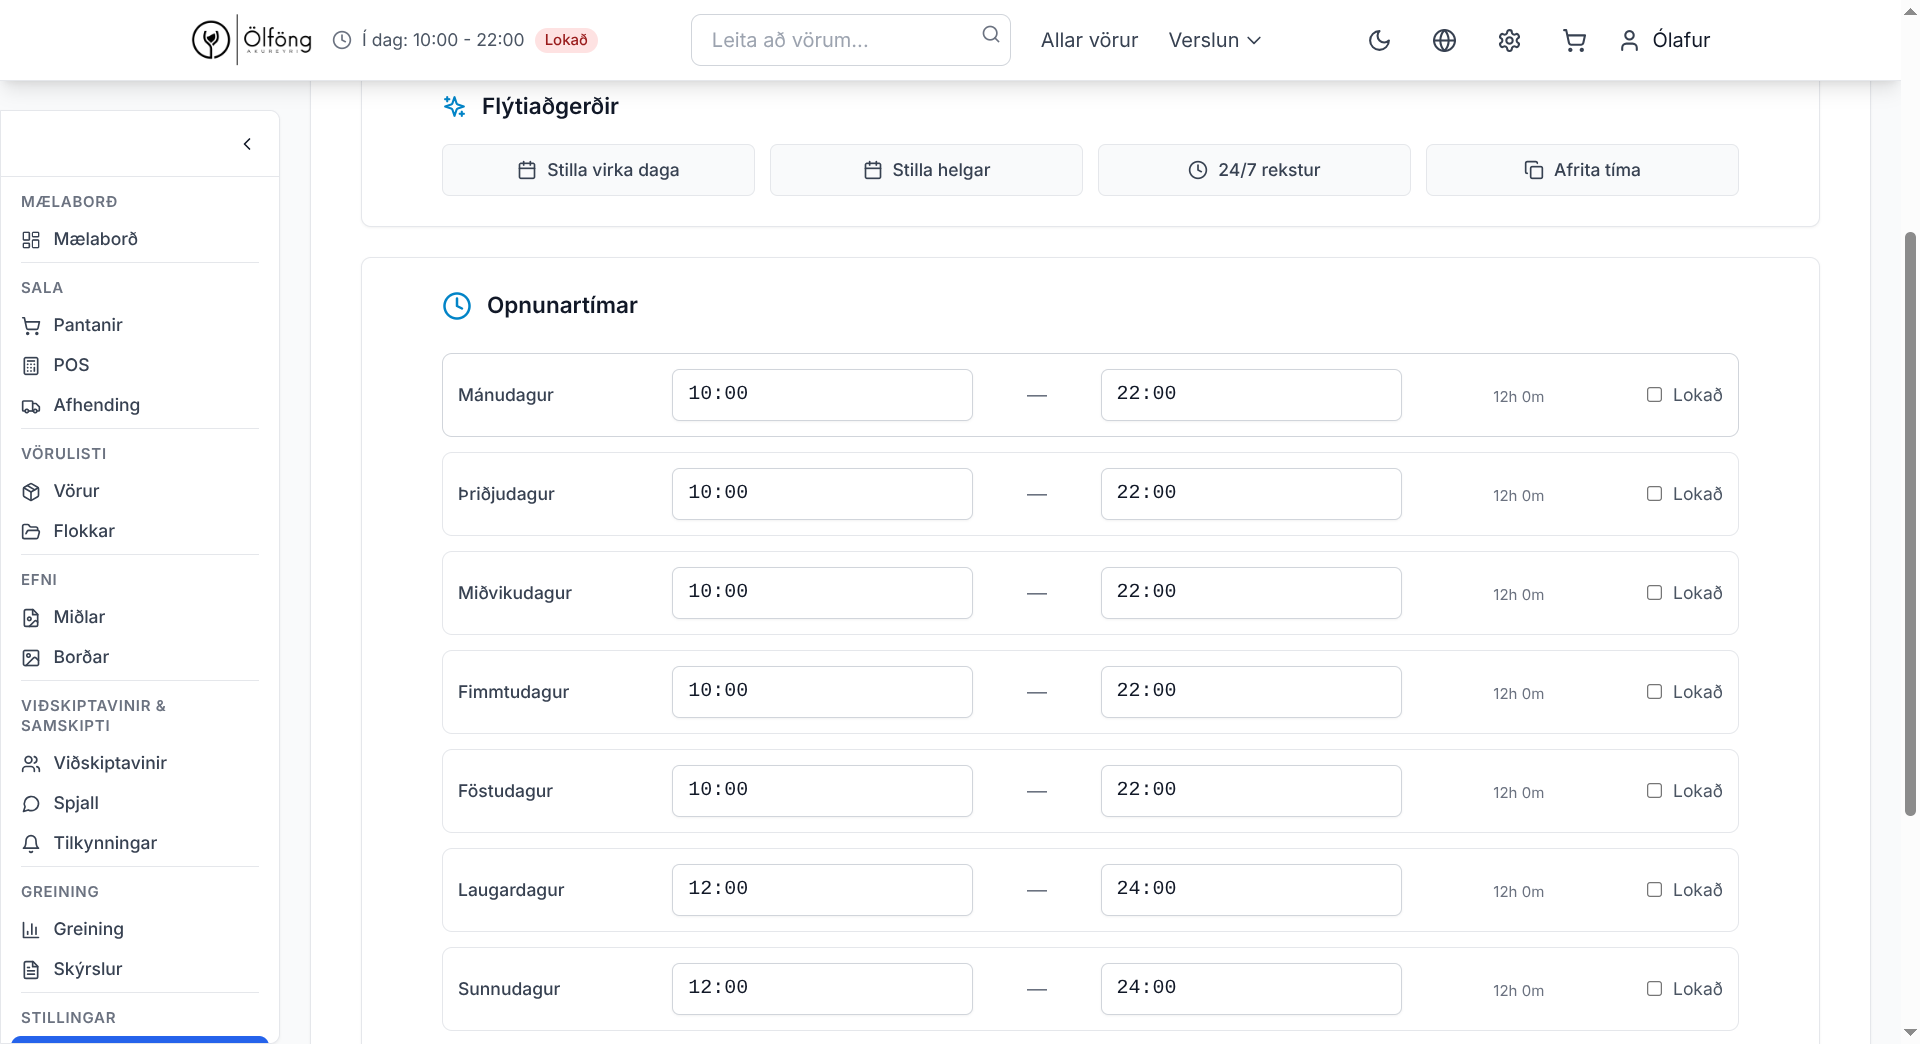 Ölföng
AKUREYRI
Í dag: 10:00 - 22:00
Lokað
Leita að vörum...
Allar vörur
Verslun
Ólafur
MÆLABORÐ
Mælaborð
SALA
Pantanir
POS
Afhending
VÖRULISTI
Vörur
Flokkar
EFNI
Miðlar
Borðar
VIÐSKIPTAVINIR &
SAMSKIPTI
Viðskiptavinir
Spjall
Tilkynningar
GREINING
Greining
Skýrslur
STILLINGAR
Flýtiaðgerðir
Stilla virka daga
Stilla helgar
24/7 rekstur
Afrita tíma
Opnunartímar
Mánudagur 10:00 — 22:00 12h 0m Lokað
Þriðjudagur 10:00 — 22:00 12h 0m Lokað
Miðvikudagur 10:00 — 22:00 12h 0m Lokað
Fimmtudagur 10:00 — 22:00 12h 0m Lokað
Föstudagur 10:00 — 22:00 12h 0m Lokað
Laugardagur 12:00 — 24:00 12h 0m Lokað
Sunnudagur 12:00 — 24:00 12h 0m Lokað